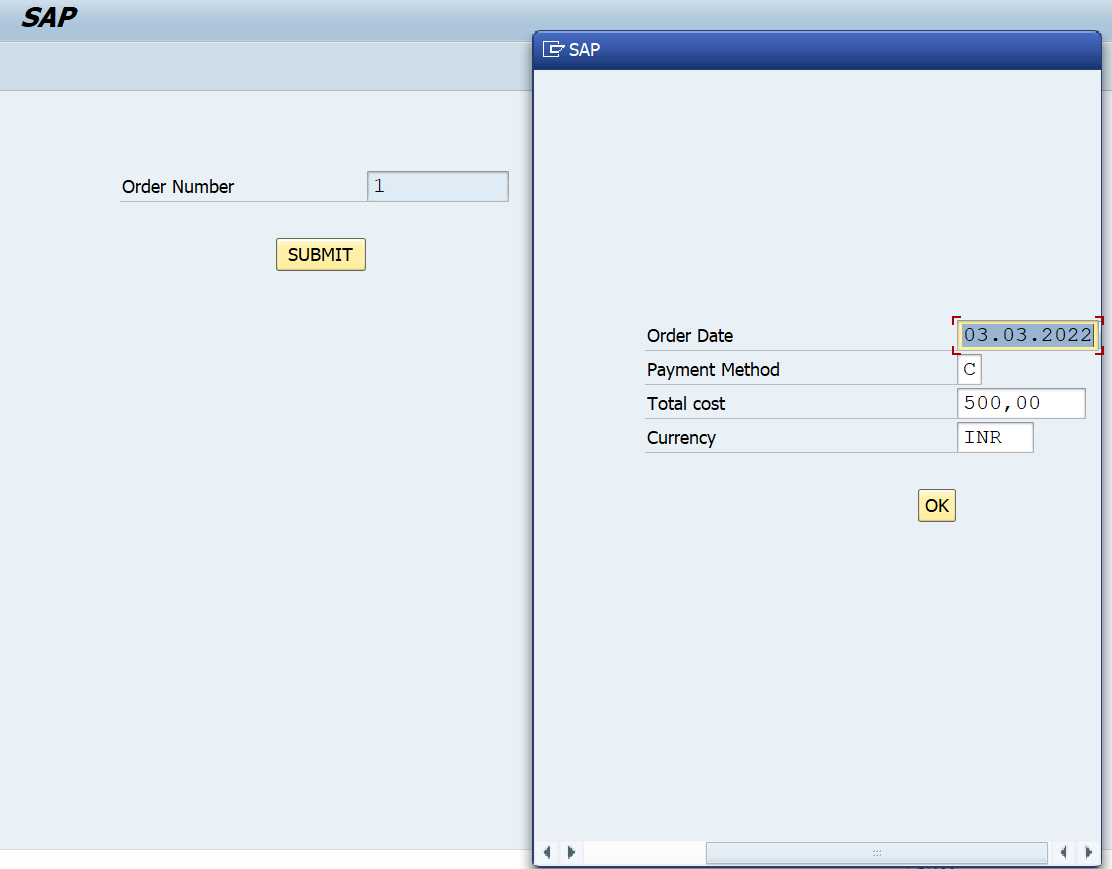 SAP
Order Number 1
SUBMIT
SAP
Order Date 03.03.2022
Payment Method C
Total cost 500,00
Currency INR
OK